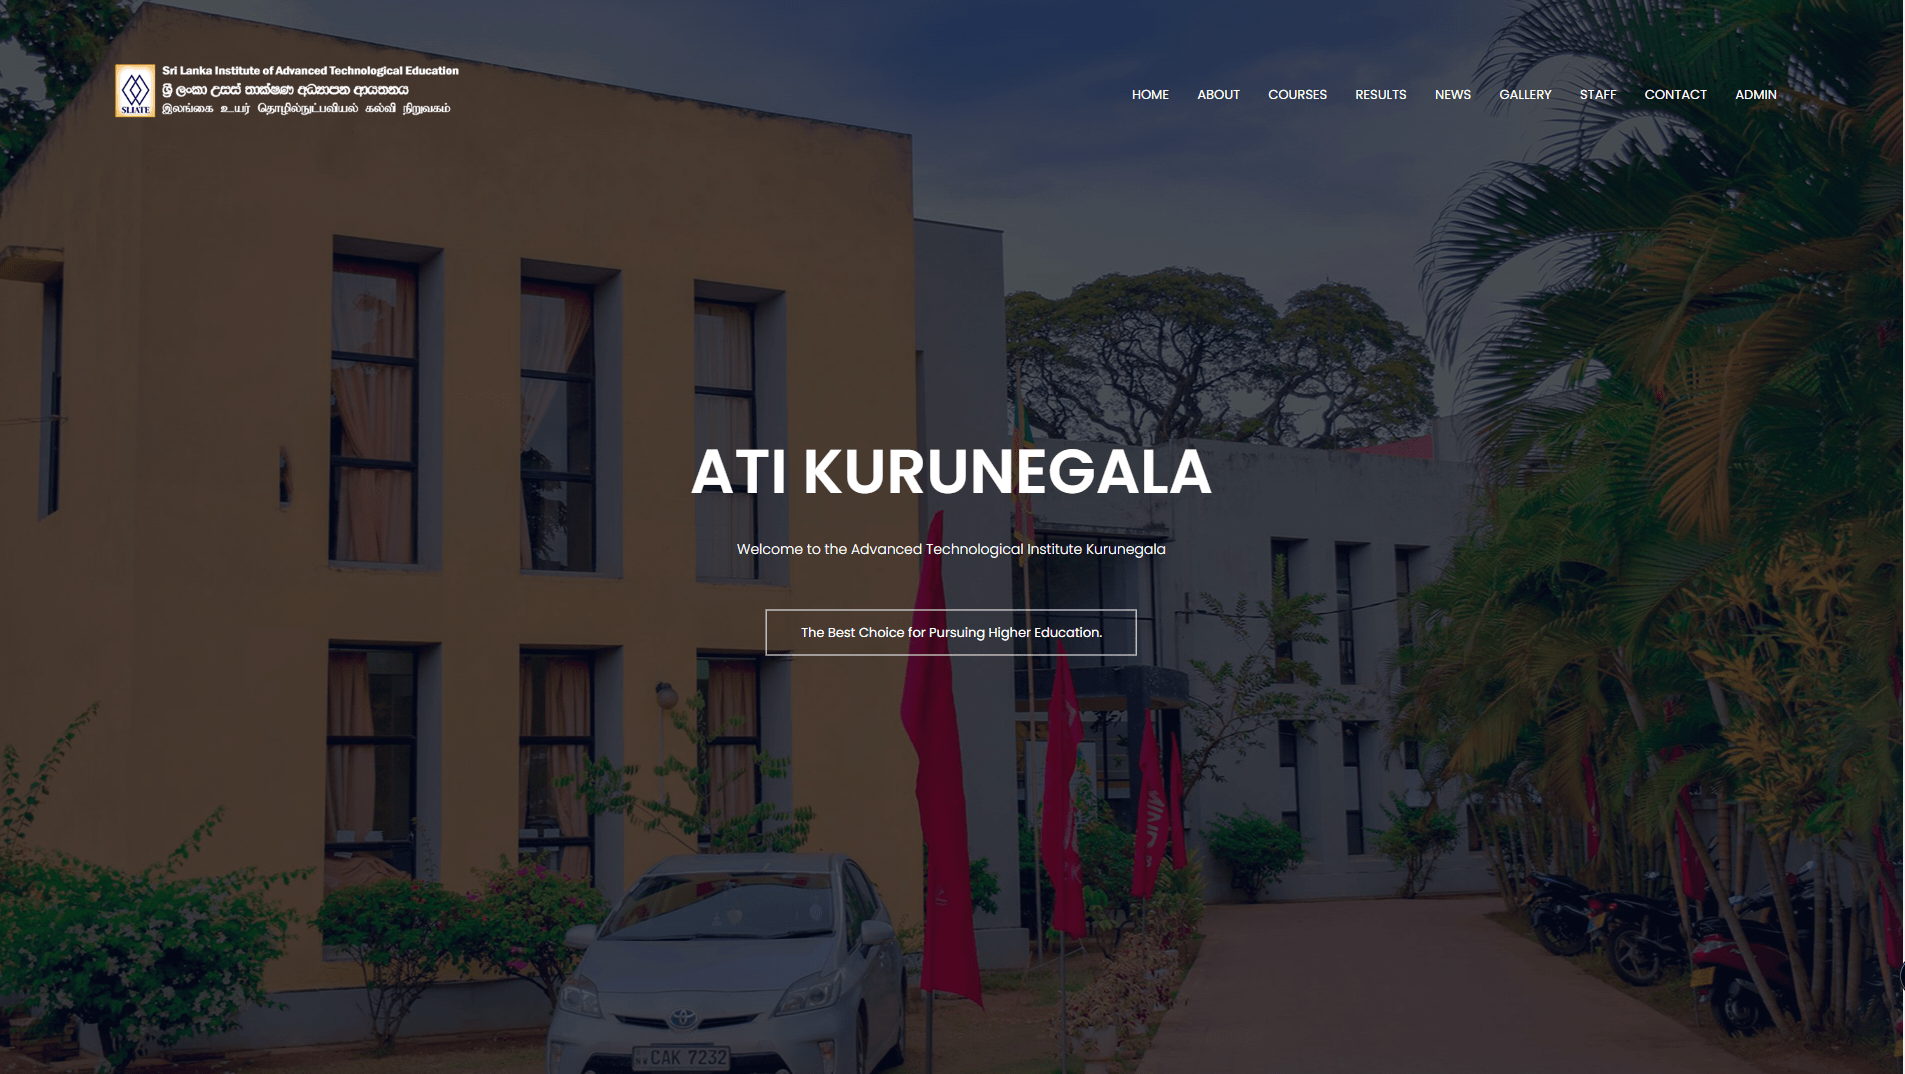 Sri Lanka Institute of Advanced Technological Education
ශ්‍රී ලංකා උසස් තාක්ෂණ අධ්‍යාපන ආයතනය
இலங்கை உயர் தொழில்நுட்பவியல் கல்வி நிறுவகம்
SLIATE
HOME ABOUT COURSES RESULTS NEWS GALLERY STAFF CONTACT ADMIN
ATI KURUNEGALA
Welcome to the Advanced Technological Institute Kurunegala
The Best Choice for Pursuing Higher Education.
CAK 7232